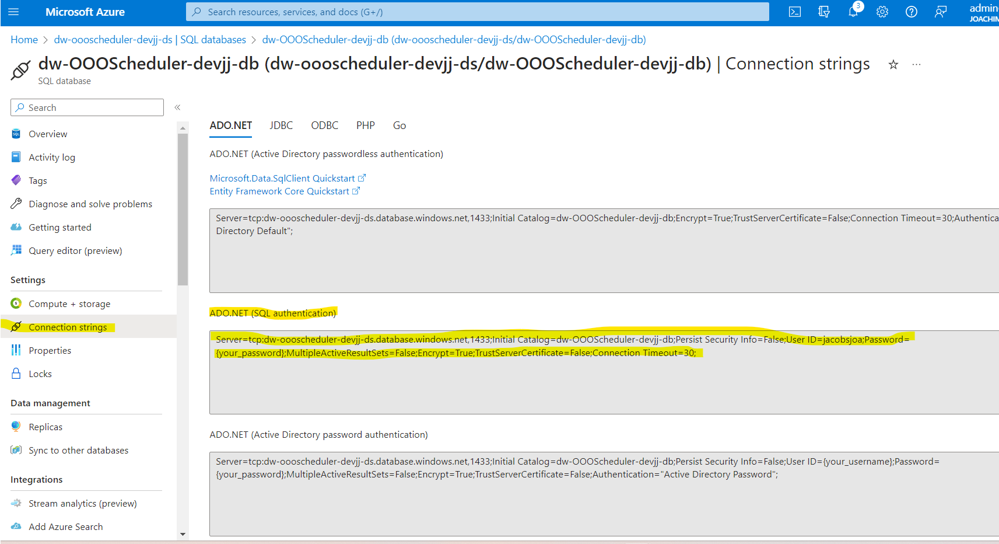 Microsoft Azure
Search resources, services, and docs (G+/)
3
admin
JOACHIM
Home > dw-oooscheduler-devjj-ds | SQL databases > dw-OOOScheduler-devjj-db (dw-oooscheduler-devjj-ds/dw-OOOScheduler-devjj-db)
dw-OOOScheduler-devjj-db (dw-oooscheduler-devjj-ds/dw-OOOScheduler-devjj-db) | Connection strings
SQL database
Search
Overview
Activity log
Tags
Diagnose and solve problems
Getting started
Query editor (preview)
Settings
Compute + storage
Connection strings
Properties
Locks
Data management
Replicas
Sync to other databases
Integrations
Stream analytics (preview)
Add Azure Search
ADO.NET JDBC ODBC PHP Go
ADO.NET (Active Directory passwordless authentication)
Microsoft.Data.SqlClient Quickstart
Entity Framework Core Quickstart
Server=tcp:dw-oooscheduler-devjj-ds.database.windows.net,1433;Initial Catalog=dw-OOOScheduler-devjj-db;Encrypt=True;TrustServerCertificate=False;Connection Timeout=30;Authentica
Directory Default";
ADO.NET (SQL authentication)
Server=tcp:dw-oooscheduler-devjj-ds.database.windows.net,1433;Initial Catalog=dw-OOOScheduler-devjj-db;Persist Security Info=False;User ID=jacobsjoa;Password=
{your_password};MultipleActiveResultSets=False;Encrypt=True;TrustServerCertificate=False;Connection Timeout=30;
ADO.NET (Active Directory password authentication)
Server=tcp:dw-oooscheduler-devjj-ds.database.windows.net,1433;Initial Catalog=dw-OOOScheduler-devjj-db;Persist Security Info=False;User ID={your_username};Password=
{your_password};MultipleActiveResultSets=False;Encrypt=True;TrustServerCertificate=False;Authentication="Active Directory Password";